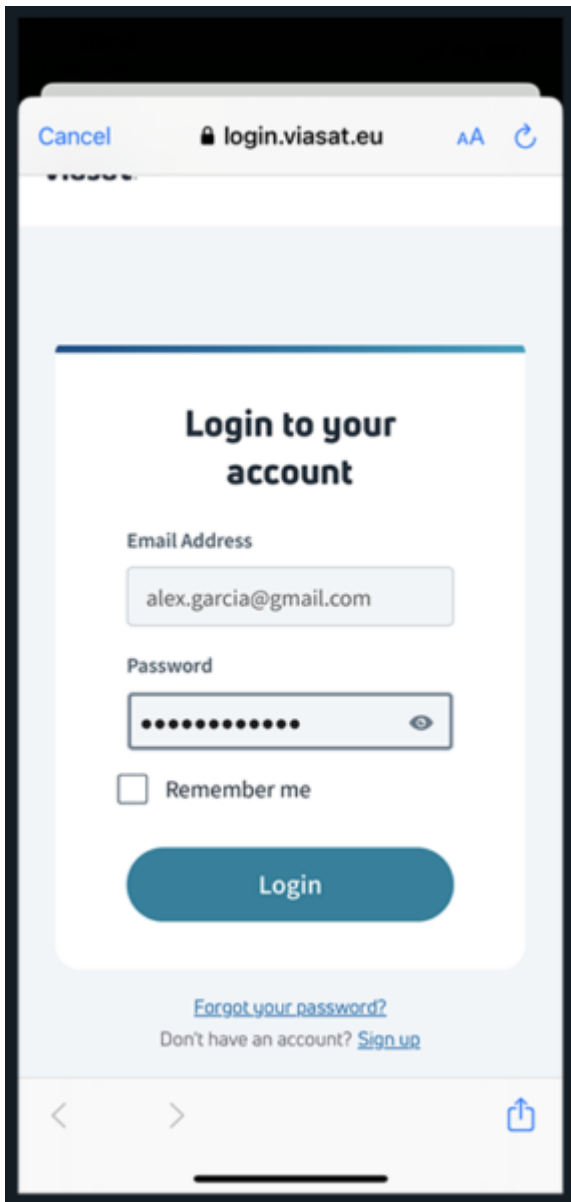 Cancel login.viasat.eu AA
Login to your
account
Email Address
alex.garcia@gmail.com
Password
••••••••••••
Remember me
Login
Forgot your password?
Don't have an account? Sign up